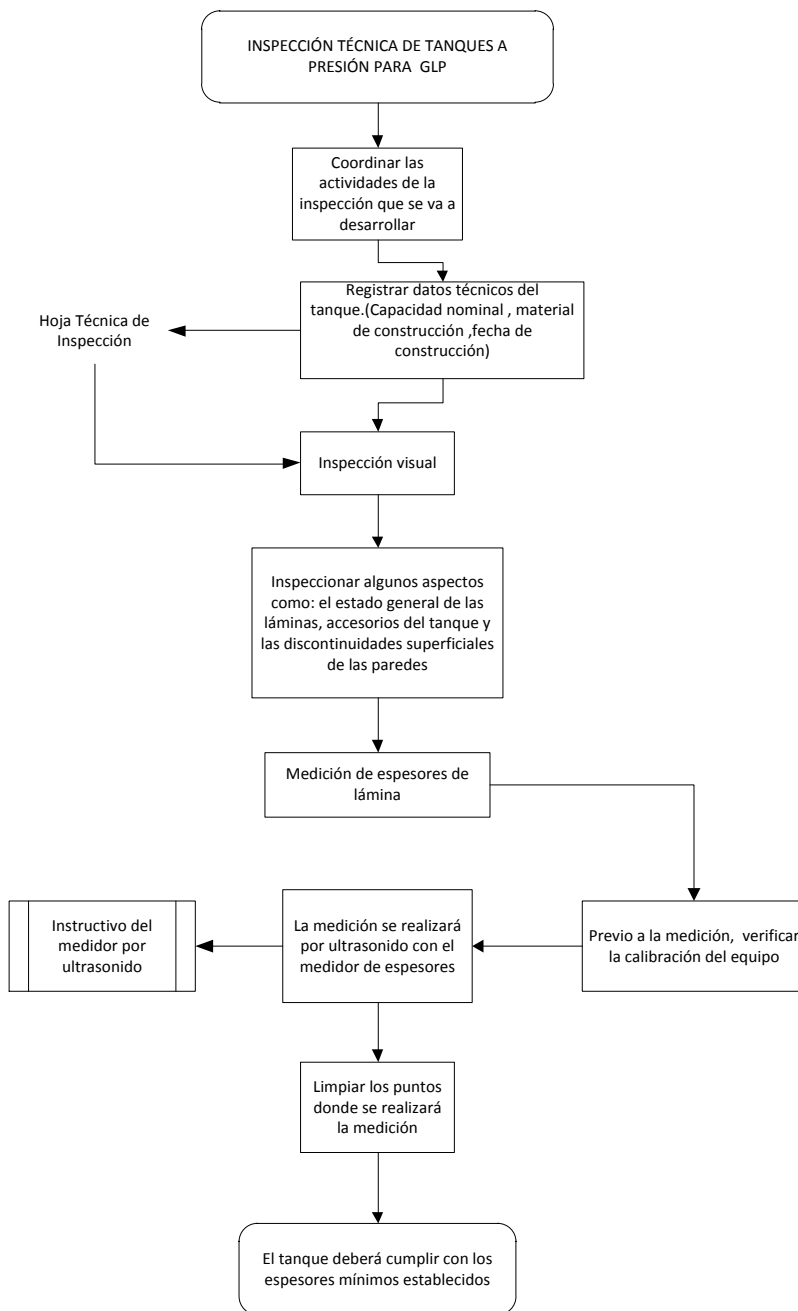 INSPECCIÓN TÉCNICA DE TANQUES A
PRESIÓN PARA GLP
Coordinar las
actividades de la
inspección que se va a
desarrollar
Registrar datos técnicos del
tanque.(Capacidad nominal , material
de construcción ,fecha de
construcción)
Hoja Técnica de
Inspección
Inspección visual
Inspeccionar algunos aspectos
como: el estado general de las
láminas, accesorios del tanque y
las discontinuidades superficiales
de las paredes
Medición de espesores de
lámina
Previo a la medición, verificar
la calibración del equipo
La medición se realizará
por ultrasonido con el
medidor de espesores
Instructivo del
medidor por
ultrasonido
Limpiar los puntos
donde se realizará
la medición
El tanque deberá cumplir con los
espesores mínimos establecidos